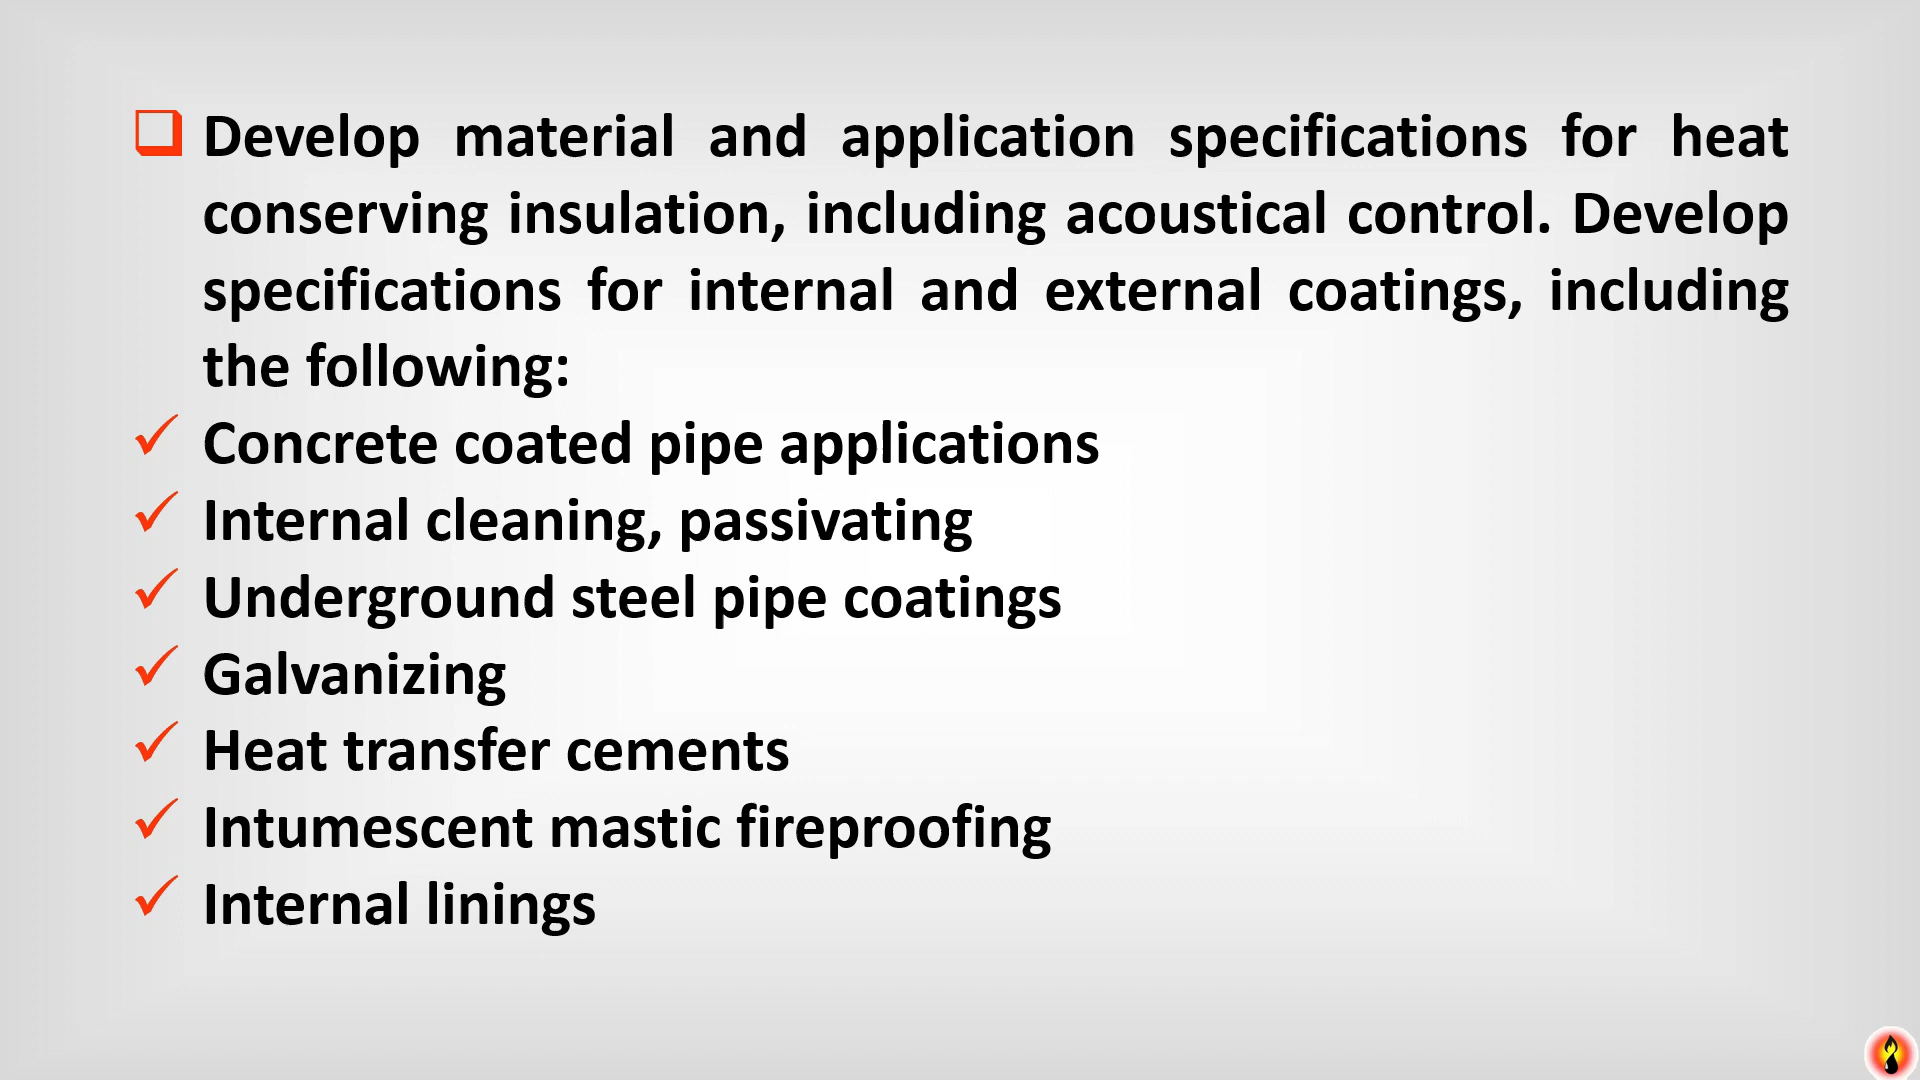 Develop material and application specifications for heat
conserving insulation, including acoustical control. Develop
specifications for internal and external coatings, including
the following:
Concrete coated pipe applications
Internal cleaning, passivating
Underground steel pipe coatings
Galvanizing
Heat transfer cements
Intumescent mastic fireproofing
Internal linings